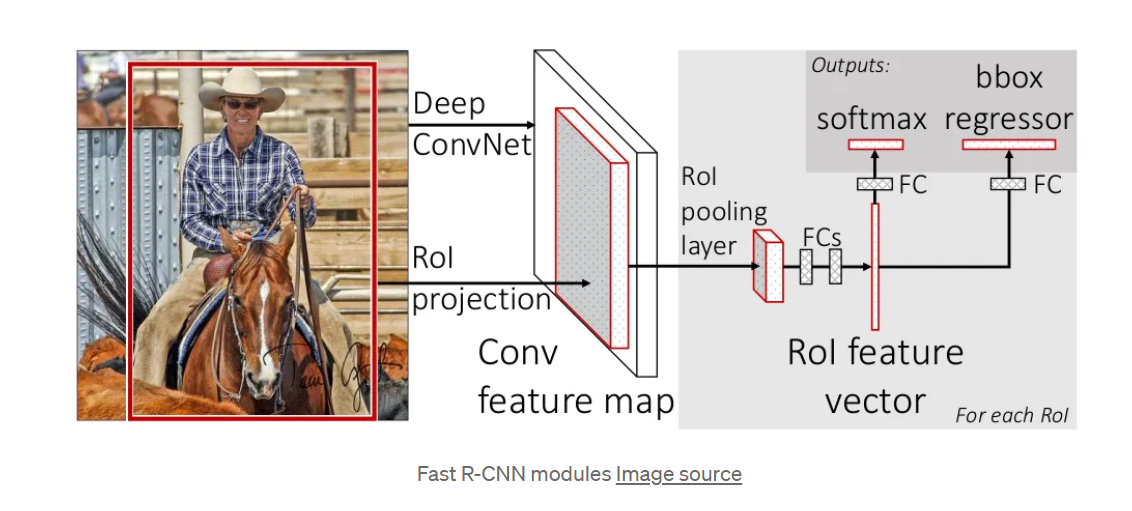 Deep
ConvNet
RoI
projection
Conv
feature map
RoI
pooling
layer
FCs
RoI feature
vector
For each RoI
Outputs:
softmax
bbox
regressor
FC
FC
Fast R-CNN modules Image source